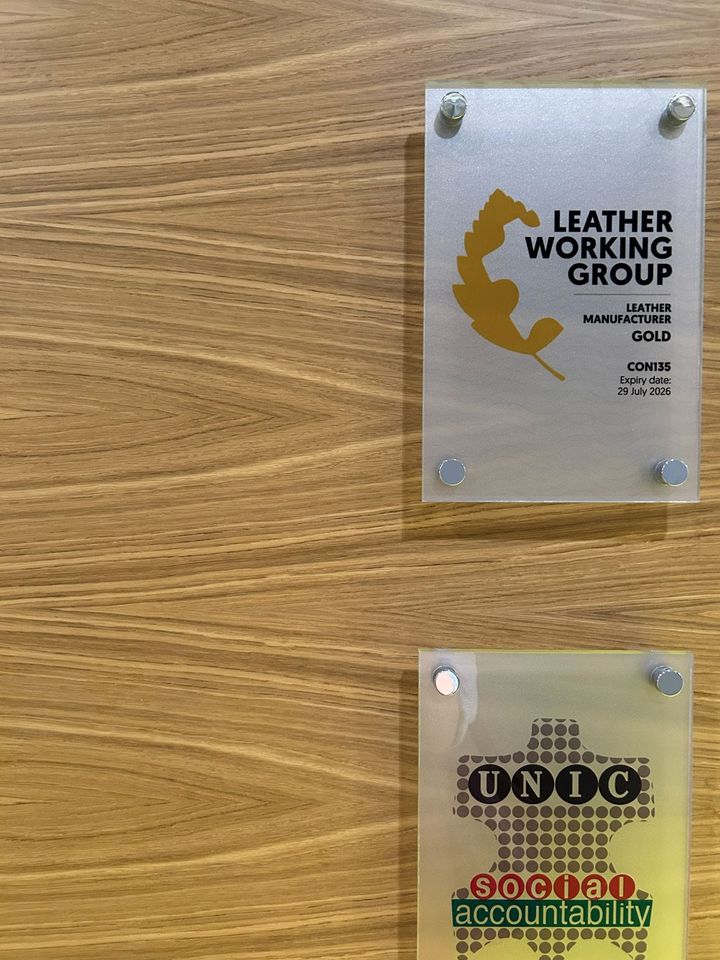 LEATHER
WORKING
GROUP
LEATHER
MANUFACTURER
GOLD
CON135
Expiry date:
29 July 2026
UNIC
social
accountability